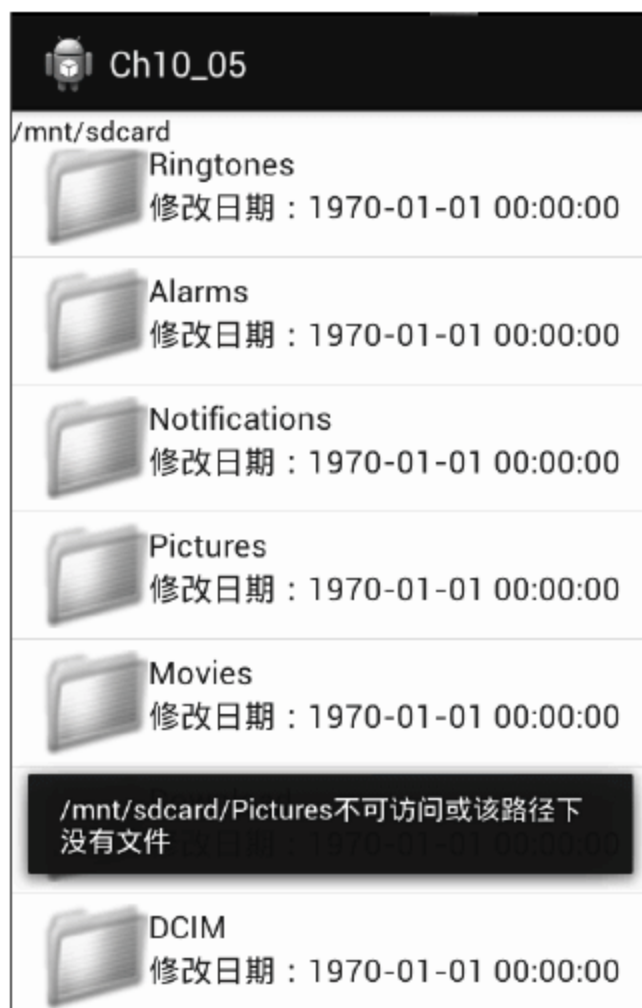 Ch10_05
/mnt/sdcard
Ringtones
修改日期：1970-01-01 00:00:00
Alarms
修改日期：1970-01-01 00:00:00
Notifications
修改日期：1970-01-01 00:00:00
Pictures
修改日期：1970-01-01 00:00:00
Movies
修改日期：1970-01-01 00:00:00
/mnt/sdcard/Pictures不可访问或该路径下
没有文件
DCIM
修改日期：1970-01-01 00:00:00